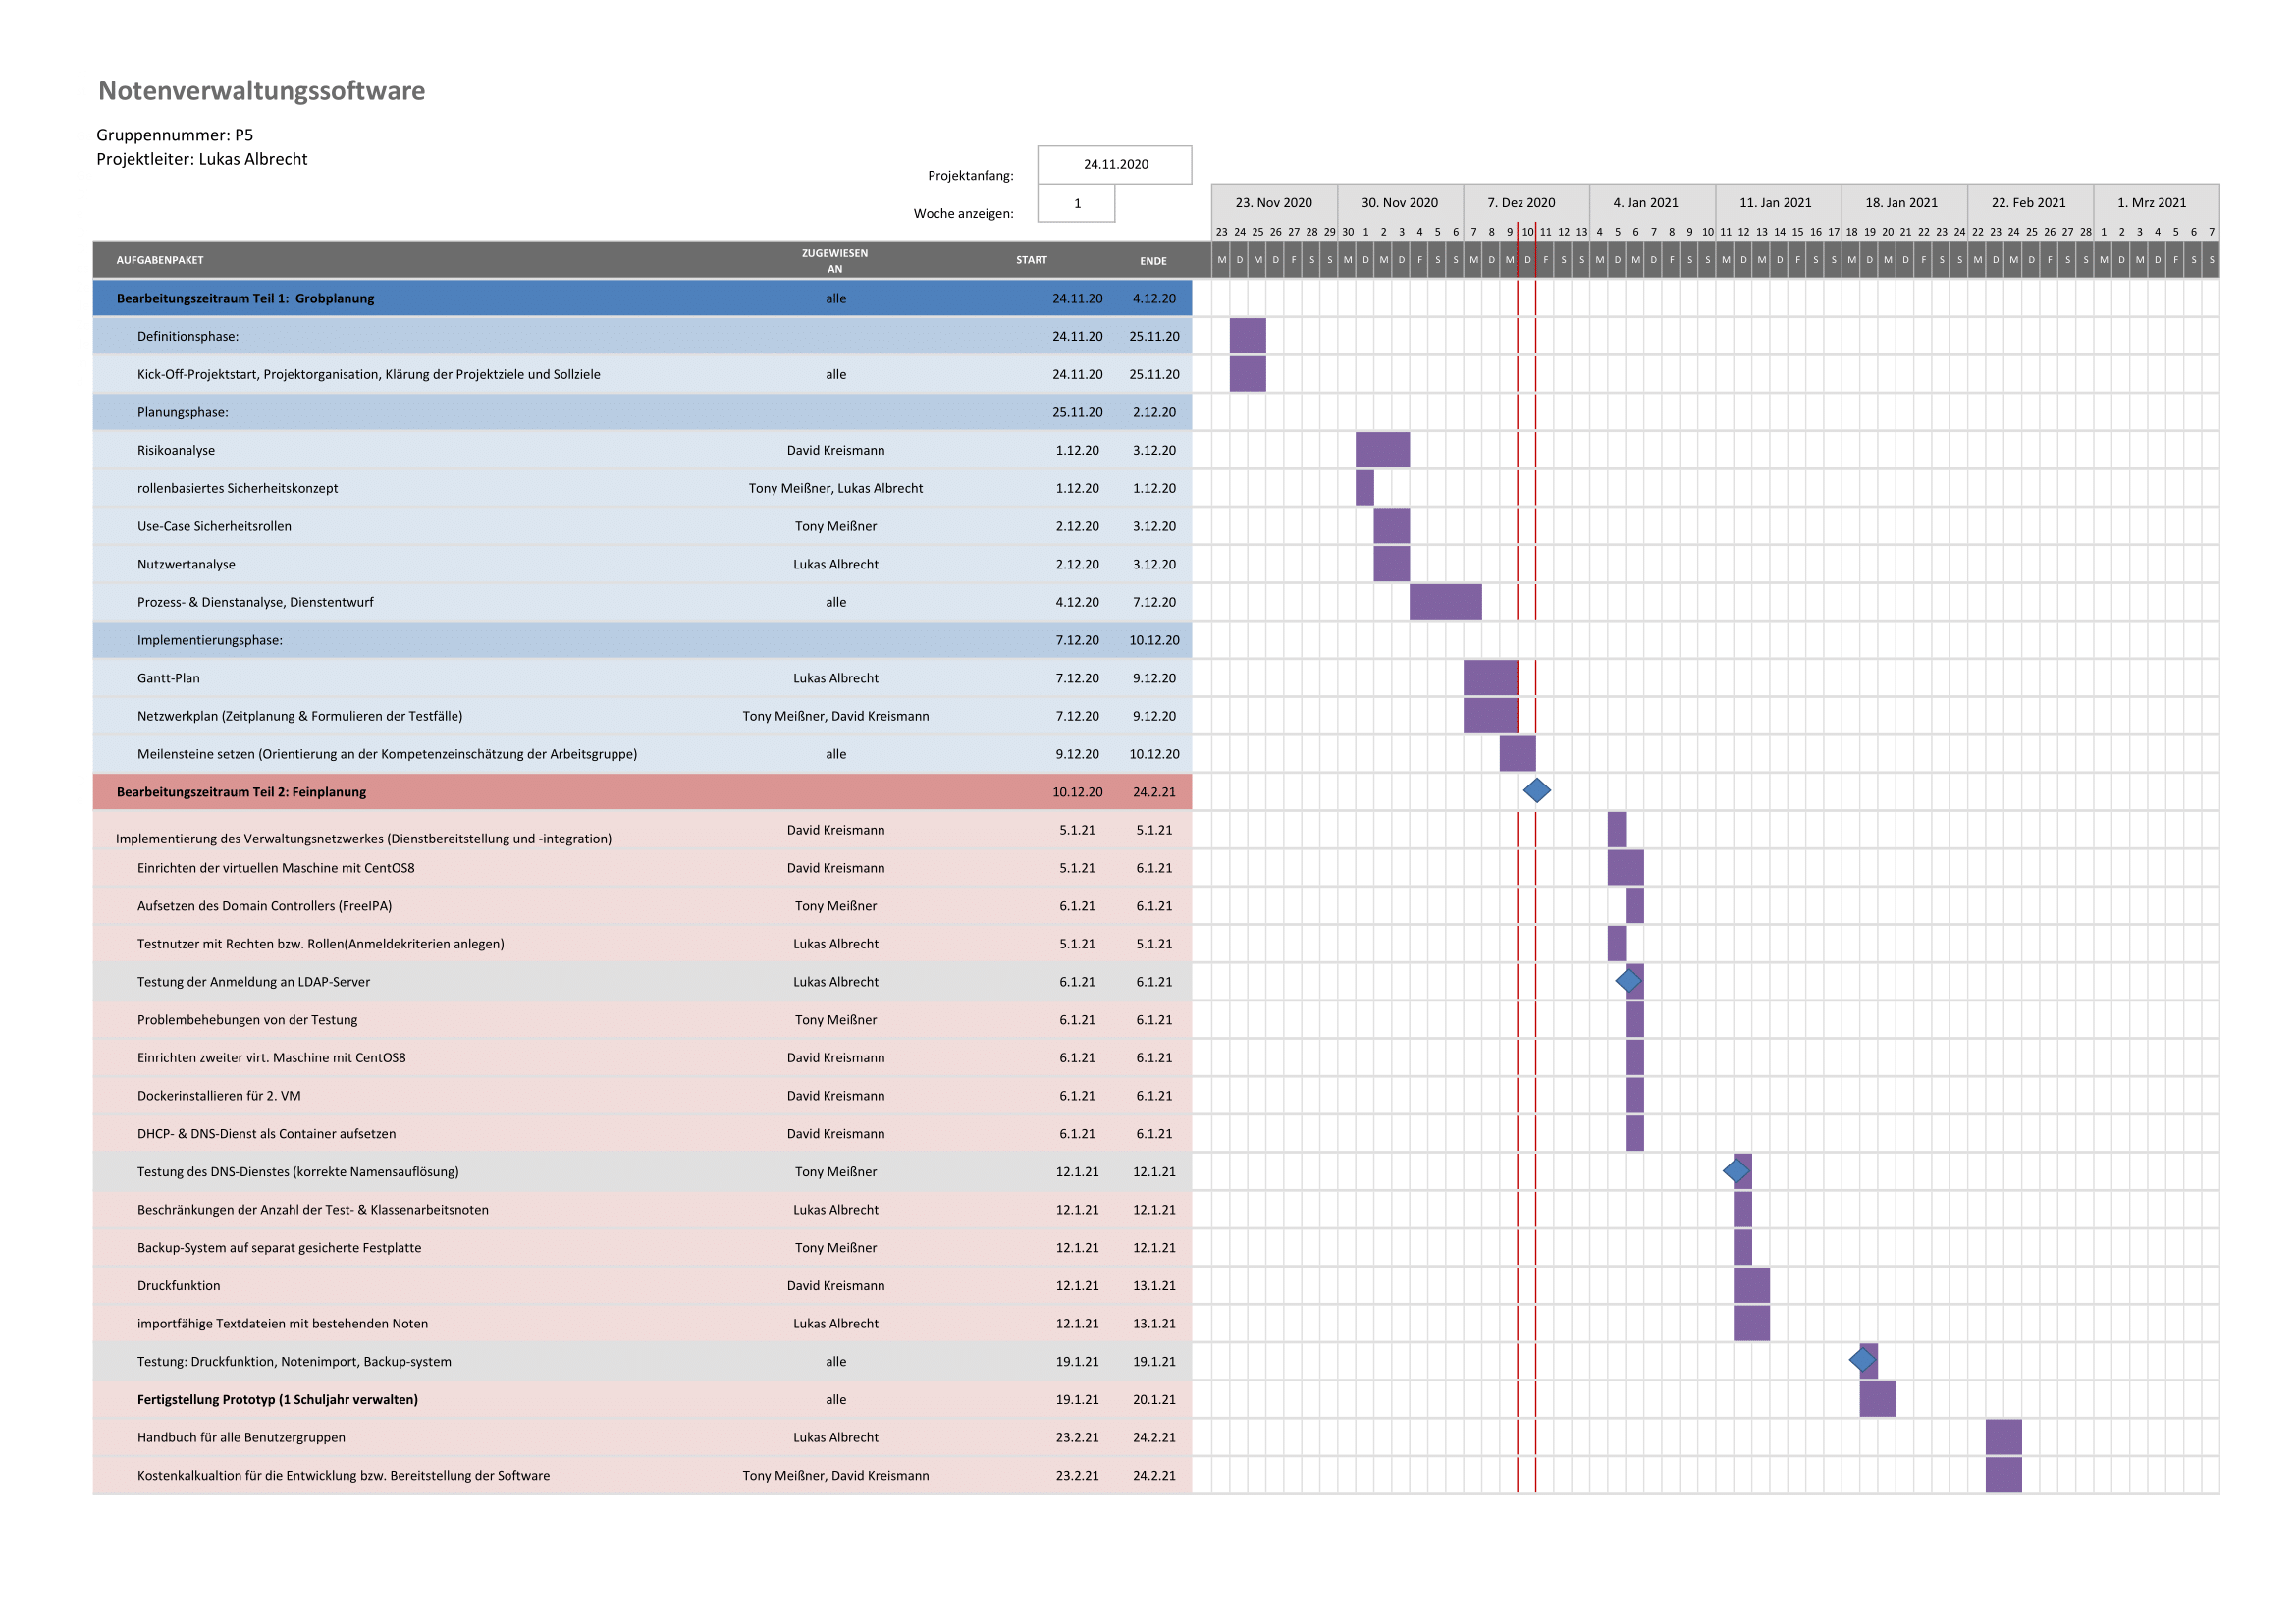 Notenverwaltungssoftware
Gruppennummer: P5
Projektleiter: Lukas Albrecht
Projektanfang: 24.11.2020
Woche anzeigen: 1
23. Nov 2020 30. Nov 2020 7. Dez 2020 4. Jan 2021 11. Jan 2021 18. Jan 2021 22. Feb 2021 1. Mrz 2021
23 24 25 26 27 28 29 30 1 2 3 4 5 6 7 8 9 10 11 12 13 4 5 6 7 8 9 10 11 12 13 14 15 16 17 18 19 20 21 22 23 24 22 23 24 25 26 27 28 1 2 3 4 5 6 7
AUFGABENPAKET ZUGEWIESEN AN START ENDE M D M D F S S M D M D F S S M D M D F S S M D M D F S S M D M D F S S M D M D F S S M D M D F S S M D M D F S S
Bearbeitungszeitraum Teil 1: Grobplanung alle 24.11.20 4.12.20
Definitionsphase: 24.11.20 25.11.20
Kick-Off-Projektstart, Projektorganisation, Klärung der Projektziele und Sollziele alle 24.11.20 25.11.20
Planungsphase: 25.11.20 2.12.20
Risikoanalyse David Kreismann 1.12.20 3.12.20
rollenbasiertes Sicherheitskonzept Tony Meißner, Lukas Albrecht 1.12.20 1.12.20
Use-Case Sicherheitsrollen Tony Meißner 2.12.20 3.12.20
Nutzwertanalyse Lukas Albrecht 2.12.20 3.12.20
Prozess- & Dienstanalyse, Dienstentwurf alle 4.12.20 7.12.20
Implementierungsphase: 7.12.20 10.12.20
Gantt-Plan Lukas Albrecht 7.12.20 9.12.20
Netzwerkplan (Zeitplanung & Formulieren der Testfälle) Tony Meißner, David Kreismann 7.12.20 9.12.20
Meilensteine setzen (Orientierung an der Kompetenzeinschätzung der Arbeitsgruppe) alle 9.12.20 10.12.20
Bearbeitungszeitraum Teil 2: Feinplanung 10.12.20 24.2.21
Implementierung des Verwaltungsnetzwerkes (Dienstbereitstellung und -integration) David Kreismann 5.1.21 5.1.21
Einrichten der virtuellen Maschine mit CentOS8 David Kreismann 5.1.21 6.1.21
Aufsetzen des Domain Controllers (FreeIPA) Tony Meißner 6.1.21 6.1.21
Testnutzer mit Rechten bzw. Rollen(Anmeldekriterien anlegen) Lukas Albrecht 5.1.21 5.1.21
Testung der Anmeldung an LDAP-Server Lukas Albrecht 6.1.21 6.1.21
Problembehebungen von der Testung Tony Meißner 6.1.21 6.1.21
Einrichten zweiter virt. Maschine mit CentOS8 David Kreismann 6.1.21 6.1.21
Dockerinstallieren für 2. VM David Kreismann 6.1.21 6.1.21
DHCP- & DNS-Dienst als Container aufsetzen David Kreismann 6.1.21 6.1.21
Testung des DNS-Dienstes (korrekte Namensauflösung) Tony Meißner 12.1.21 12.1.21
Beschränkungen der Anzahl der Test- & Klassenarbeitsnoten Lukas Albrecht 12.1.21 12.1.21
Backup-System auf separat gesicherte Festplatte Tony Meißner 12.1.21 12.1.21
Druckfunktion David Kreismann 12.1.21 13.1.21
importfähige Textdateien mit bestehenden Noten Lukas Albrecht 12.1.21 13.1.21
Testung: Druckfunktion, Notenimport, Backup-system alle 19.1.21 19.1.21
Fertigstellung Prototyp (1 Schuljahr verwalten) alle 19.1.21 20.1.21
Handbuch für alle Benutzergruppen Lukas Albrecht 23.2.21 24.2.21
Kostenkalkualtion für die Entwicklung bzw. Bereitstellung der Software Tony Meißner, David Kreismann 23.2.21 24.2.21